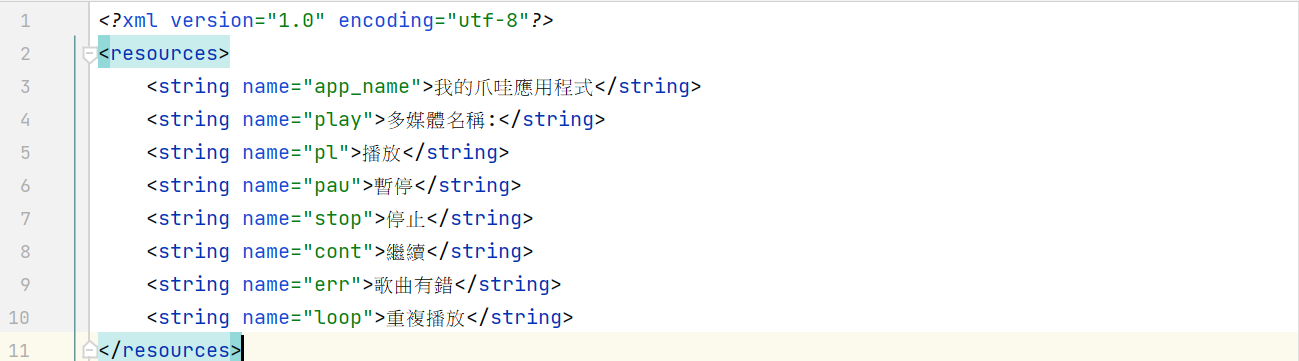 1 <?xml version="1.0" encoding="utf-8"?>
2 <resources>
3 <string name="app_name">我的爪哇應用程式</string>
4 <string name="play">多媒體名稱:</string>
5 <string name="pl">播放</string>
6 <string name="pau">暫停</string>
7 <string name="stop">停止</string>
8 <string name="cont">繼續</string>
9 <string name="err">歌曲有錯</string>
10 <string name="loop">重複播放</string>
11 </resources>